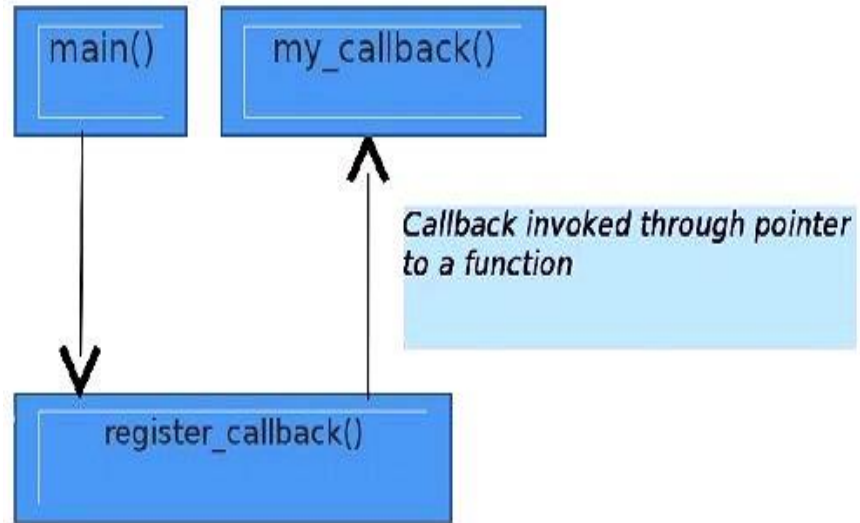 main()
my_callback()
Callback invoked through pointer
to a function
register_callback()